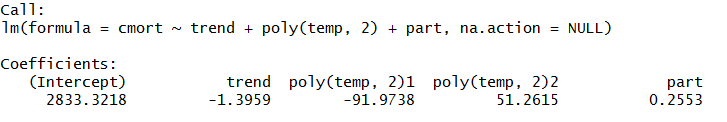 Call:
lm(formula = cmort ~ trend + poly(temp, 2) + part, na.action = NULL)
Coefficients:
(Intercept) trend poly(temp, 2)1 poly(temp, 2)2 part
2833.3218 -1.3959 -91.9738 51.2615 0.2553